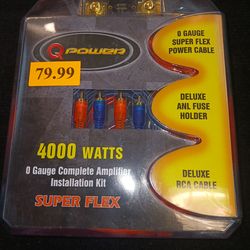 Q POWER
79.99
0 GAUGE
SUPER FLEX
POWER CABLE
DELUXE
ANL FUSE
HOLDER
4000 WATTS
0 Gauge Complete Amplifier
Installation Kit
SUPER FLEX
DELUXE
RCA CABLE